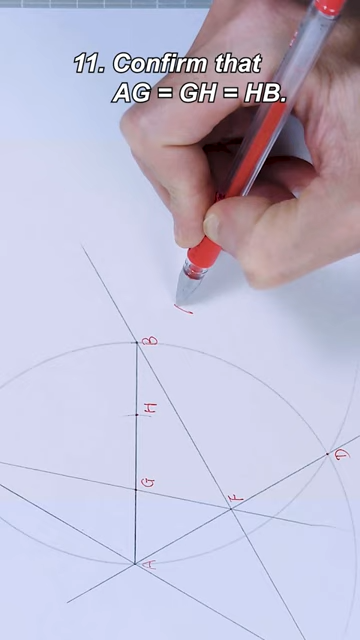 11. Confirm that
AG = GH = HB.
B
H
G
F
D
A